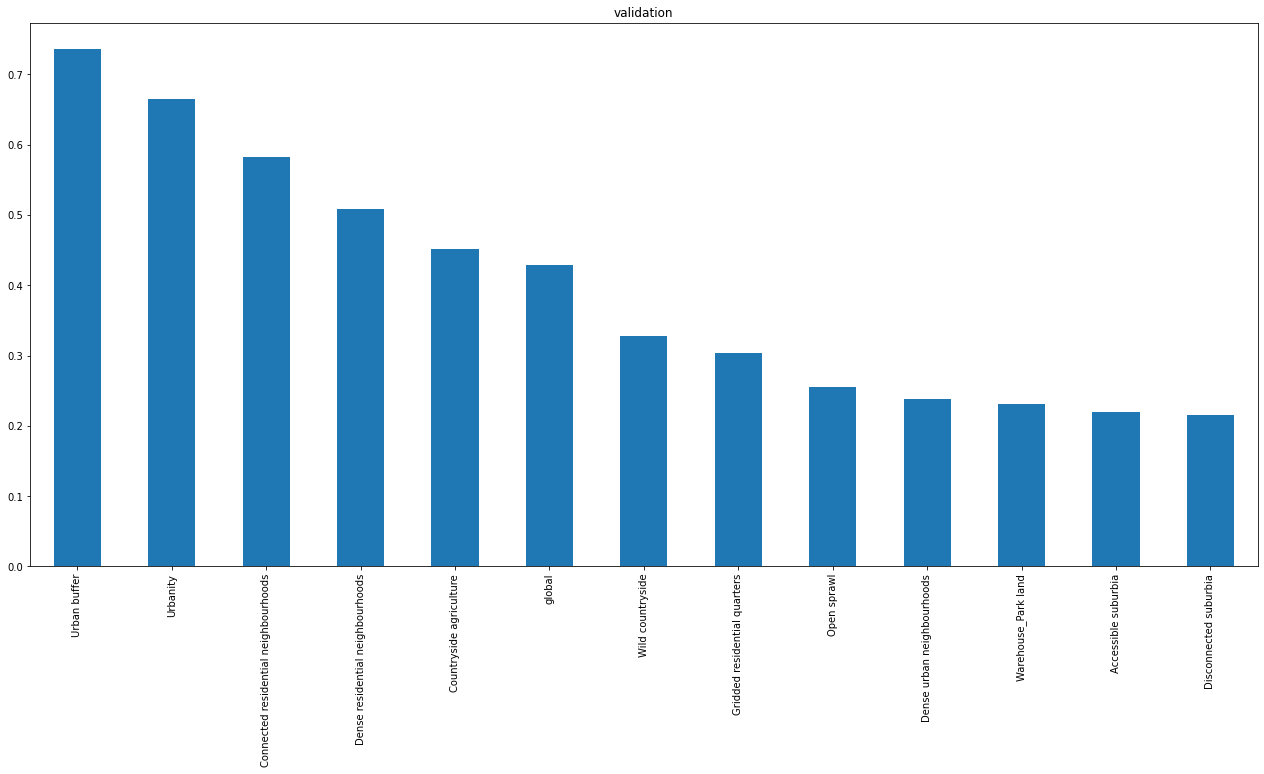 validation
0.7
0.6
0.5
0.4
0.3
0.2
0.1
0.0
Urban buffer
Urbanity
Connected residential neighbourhoods
Dense residential neighbourhoods
Countryside agriculture
global
Wild countryside
Gridded residential quarters
Open sprawl
Dense urban neighbourhoods
Warehouse_Park land
Accessible suburbia
Disconnected suburbia